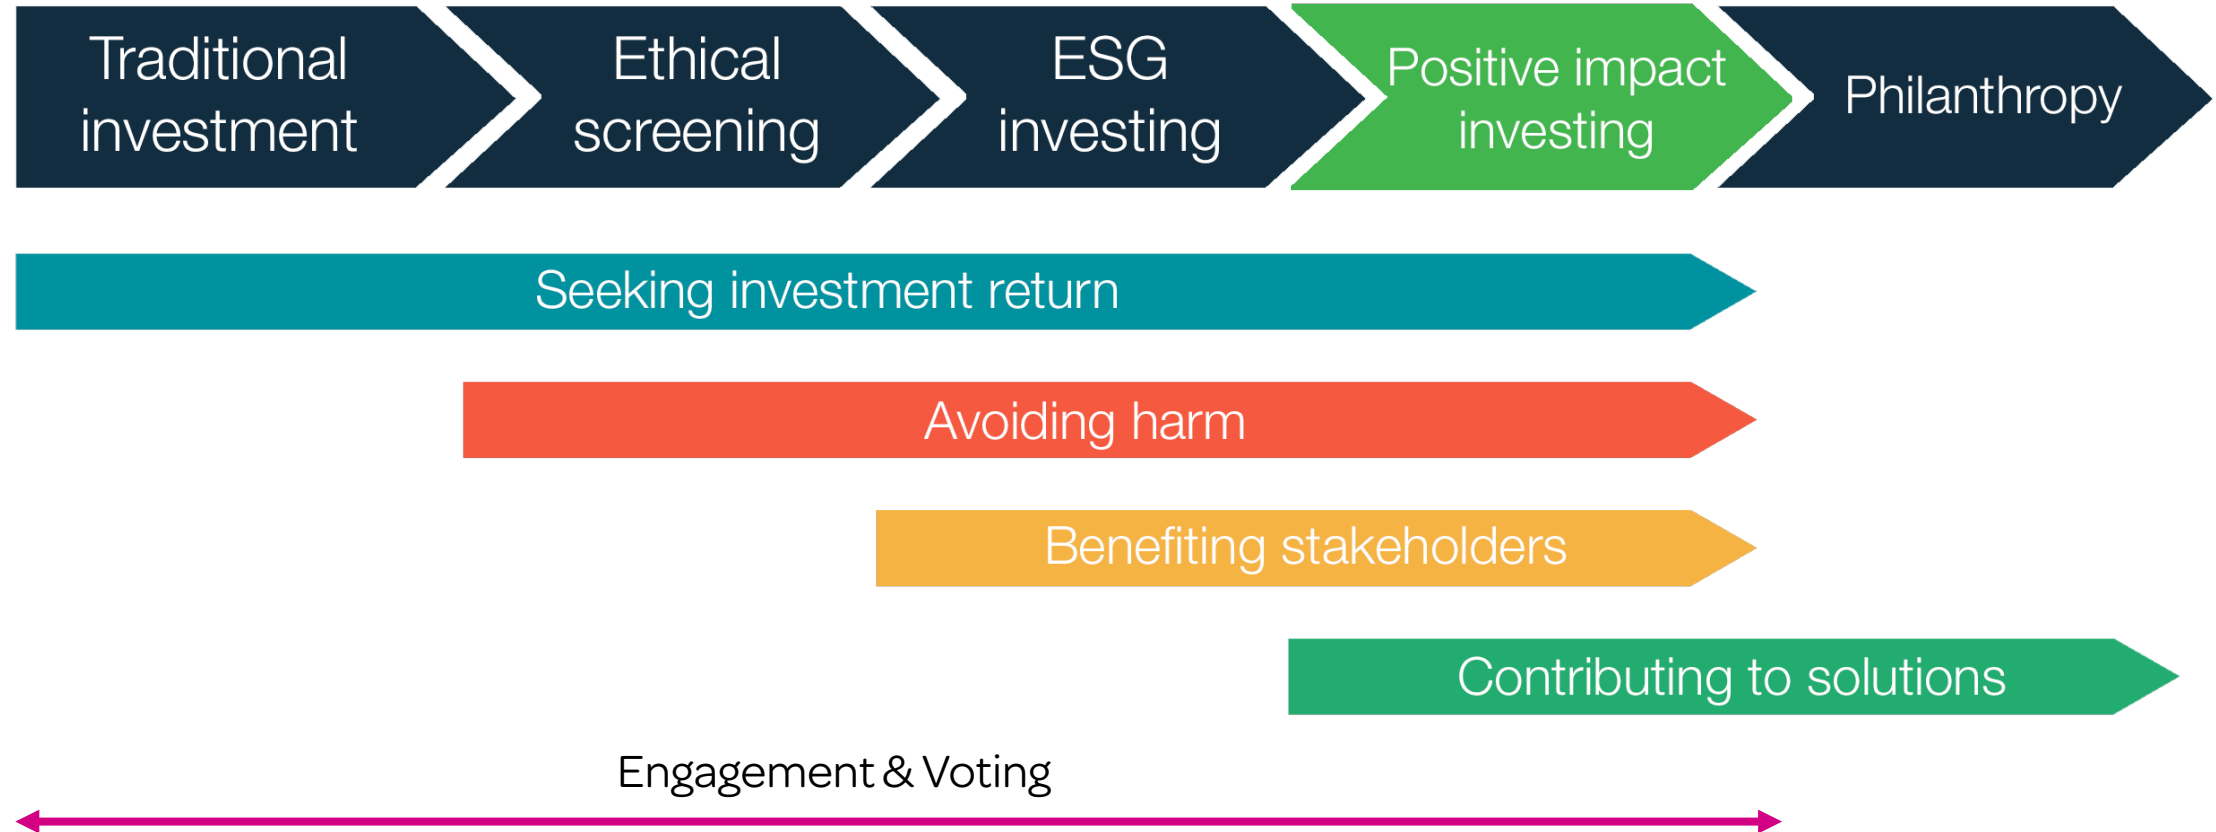 Traditional
investment
Ethical
screening
ESG
investing
Positive impact
investing
Philanthropy
Seeking investment return
Avoiding harm
Benefiting stakeholders
Contributing to solutions
Engagement & Voting